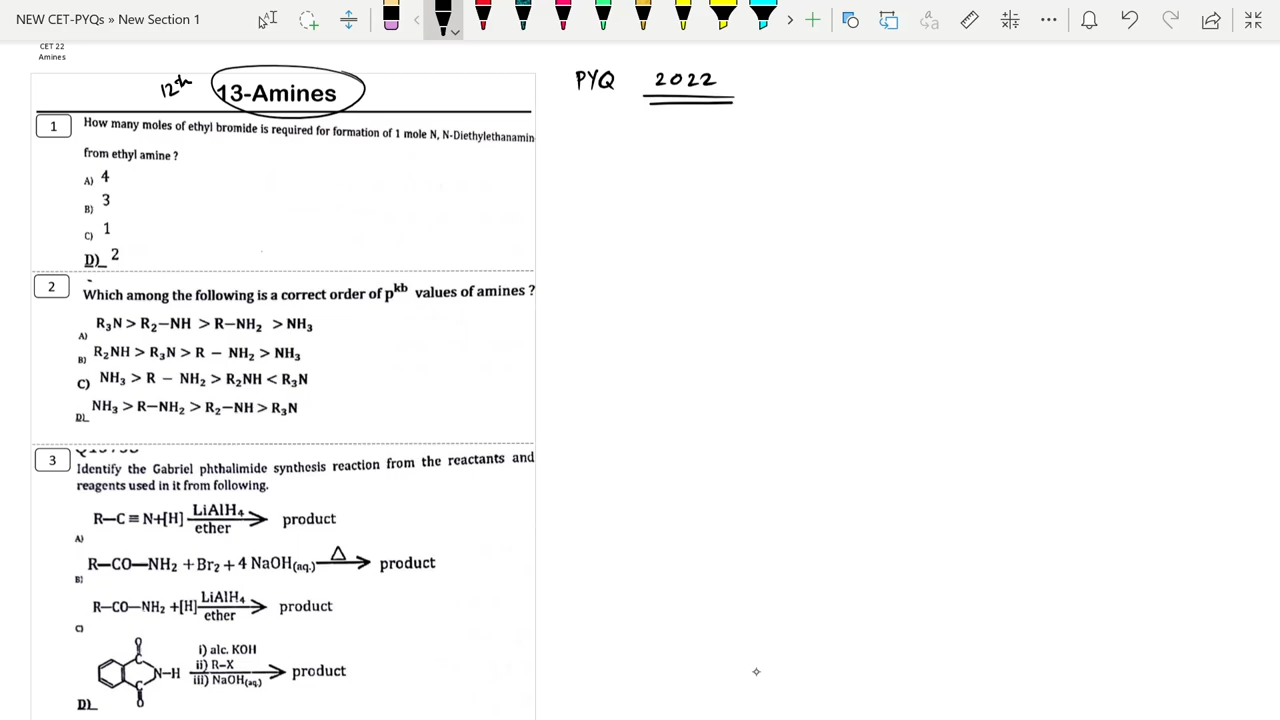 NEW CET-PYQs » New Section 1
CET 22
Amines
12th 13-Amines
PYQ 2022
1 How many moles of ethyl bromide is required for formation of 1 mole N, N-Diethylethanamin
from ethyl amine ?
A) 4
B) 3
C) 1
D) 2
2 Which among the following is a correct order of p^kb values of amines ?
A) R₃N > R₂−NH > R−NH₂ > NH₃
B) R₂NH > R₃N > R − NH₂ > NH₃
C) NH₃ > R − NH₂ > R₂NH < R₃N
D) NH₃ > R−NH₂ > R₂−NH > R₃N
3 Identify the Gabriel phthalimide synthesis reaction from the reactants and
reagents used in it from following.
A) R−C≡N+[H] LiAlH₄ ether → product
B) R−CO−NH₂ + Br₂ + 4 NaOH(aq.) Δ → product
C) R−CO−NH₂ +[H] LiAlH₄ ether → product
D) O C N−H C O i) alc. KOH ii) R−X iii) NaOH(aq) → product